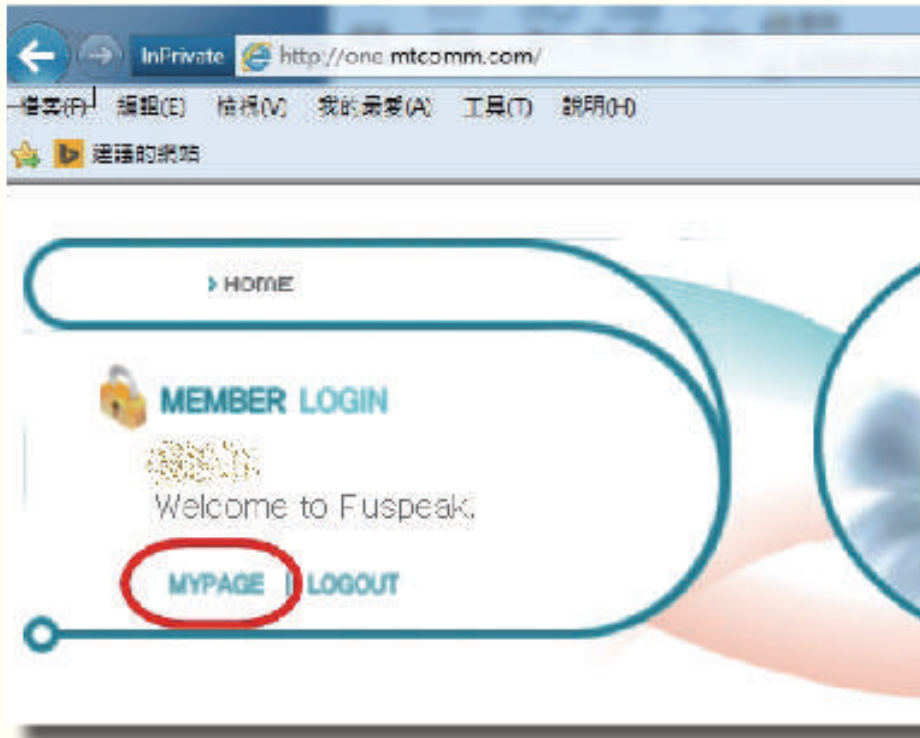 InPrivate http://one.mtcomm.com/
檔案(F) 編輯(E) 檢視(V) 我的最愛(A) 工具(T) 說明(H)
建議的網站
HOME
MEMBER LOGIN
Welcome to Fuspeak.
MYPAGE | LOGOUT